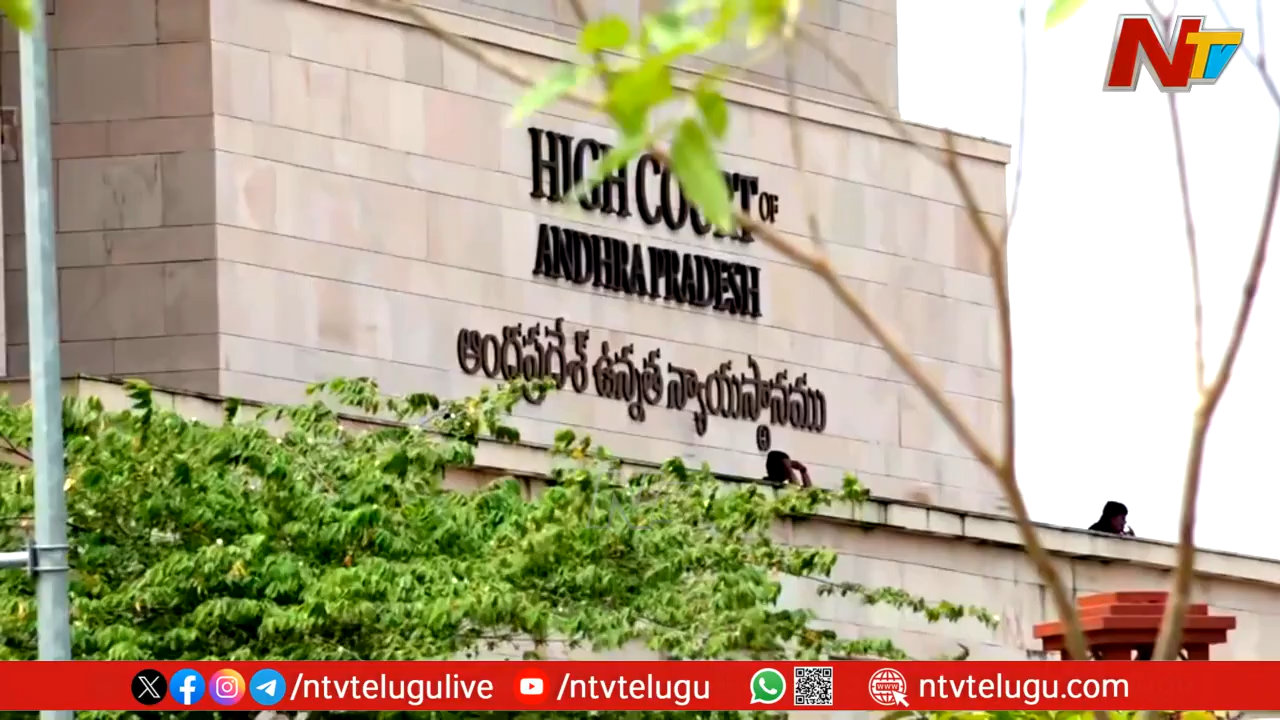 NTV
HIGH COURT OF
ANDHRA PRADESH
ఆంధ్రప్రదేశ్ ఉన్నత న్యాయస్థానము
/ntvtelugulive /ntvtelugu ntvtelugu.com